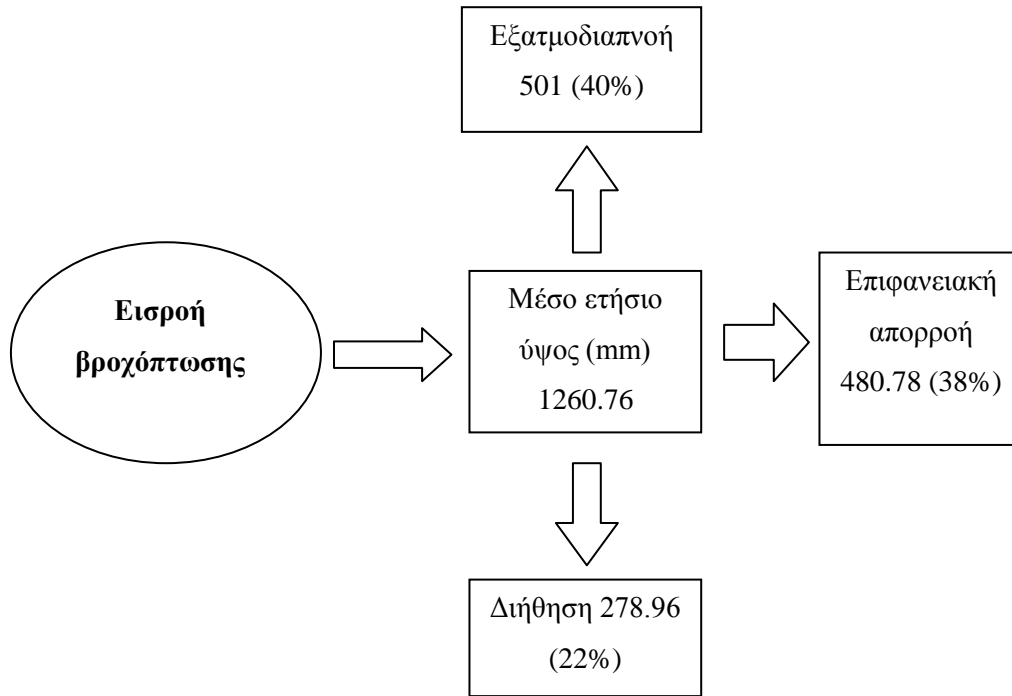 Εξατμοδιαπνοή
501 (40%)
Εισροή
βροχόπτωσης
Μέσο ετήσιο
ύψος (mm)
1260.76
Επιφανειακή
απορροή
480.78 (38%)
Διήθηση 278.96
(22%)